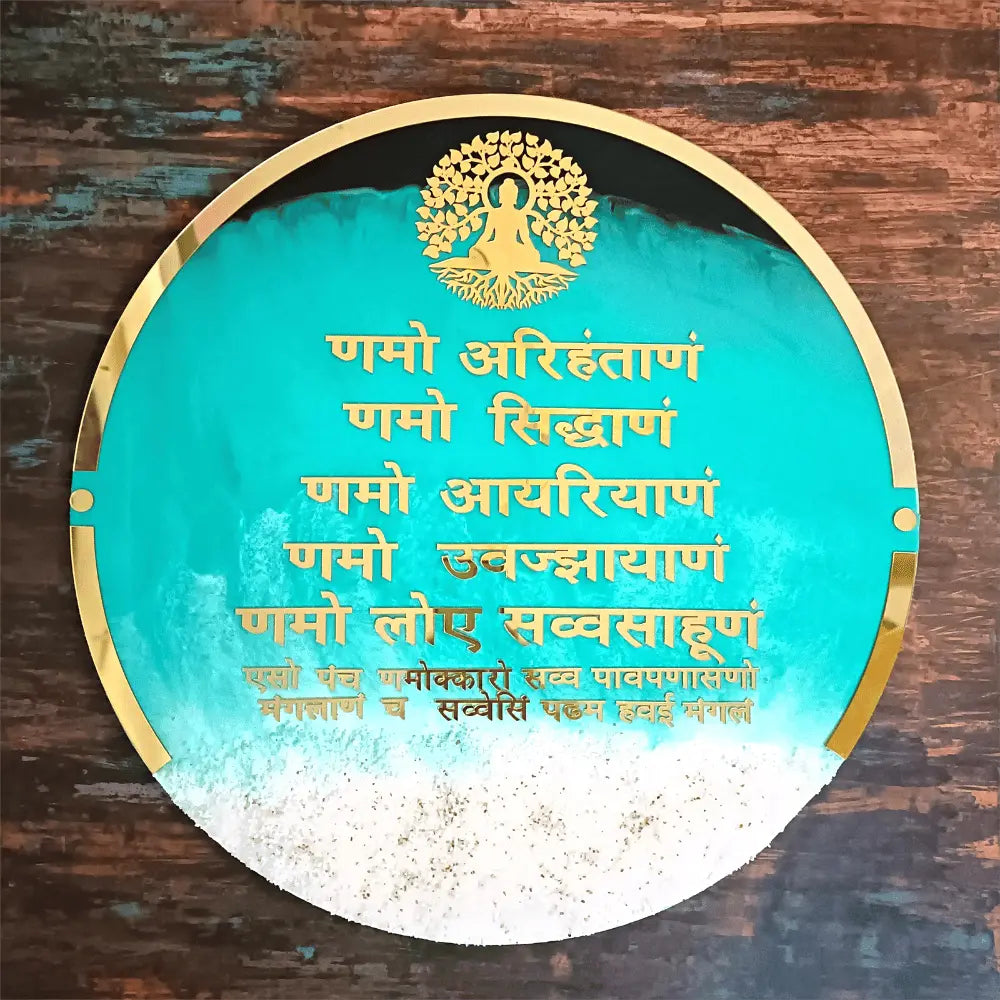 णमो अरिहंताणं
णमो सिद्धाणं
णमो आयरियाणं
णमो उवज्झायाणं
णमो लोए सव्वसाहूणं
एसो पंच णमोक्कारो सव्व पावपणासणो
मंगलाणं च सव्वेसिं पढम हवईं मंगलं